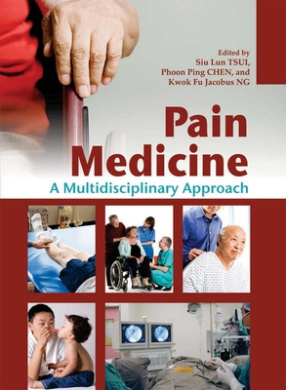 Edited by
Siu Lun TSUI,
Phoon Ping CHEN, and
Kwok Fu Jacobus NG
Pain
Medicine
A Multidisciplinary Approach